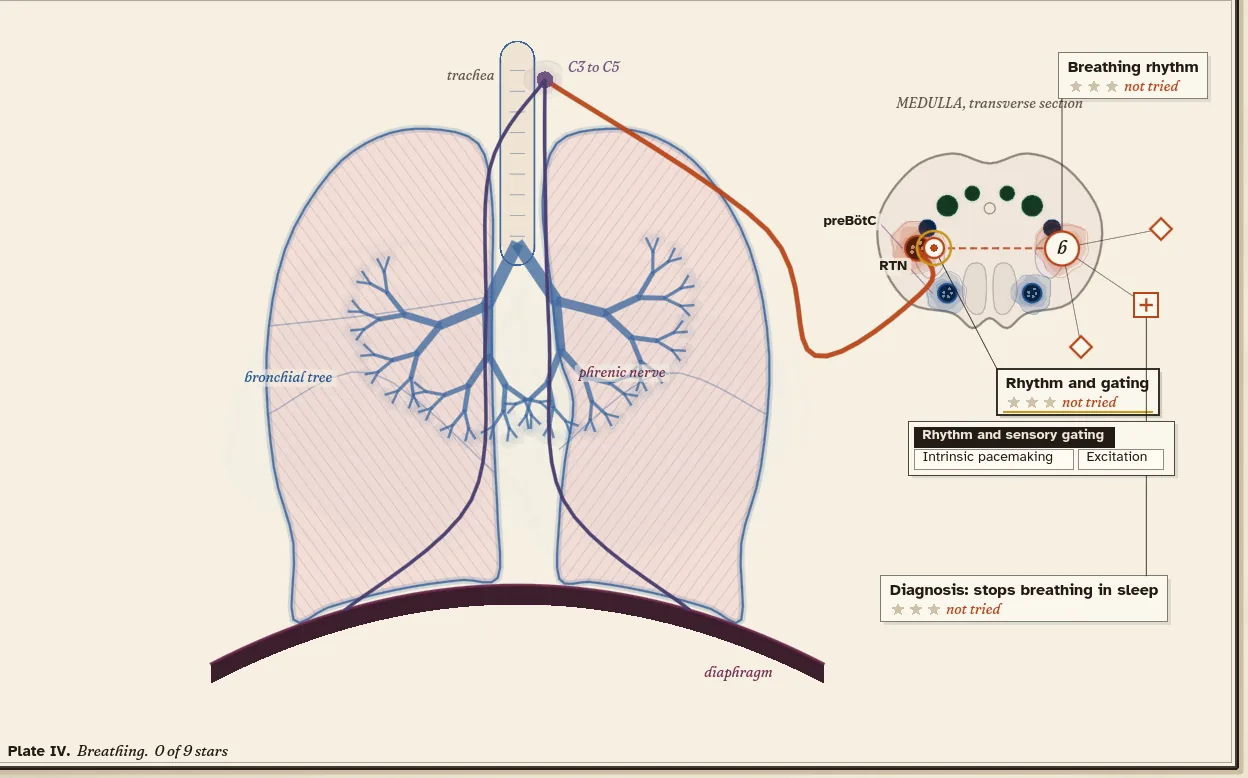 trachea
C3 to C5
Breathing rhythm
★ ★ ★ not tried
MEDULLA, transverse section
preBötC
RTN
bronchial tree
phrenic nerve
Rhythm and gating
★ ★ ★ not tried
Rhythm and sensory gating
Intrinsic pacemaking
Excitation
Diagnosis: stops breathing in sleep
★ ★ ★ not tried
diaphragm
Plate IV. Breathing. 0 of 9 stars